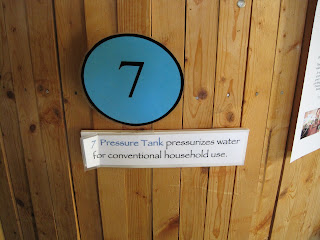 7
7 Pressure Tank pressurizes water
for conventional household use.